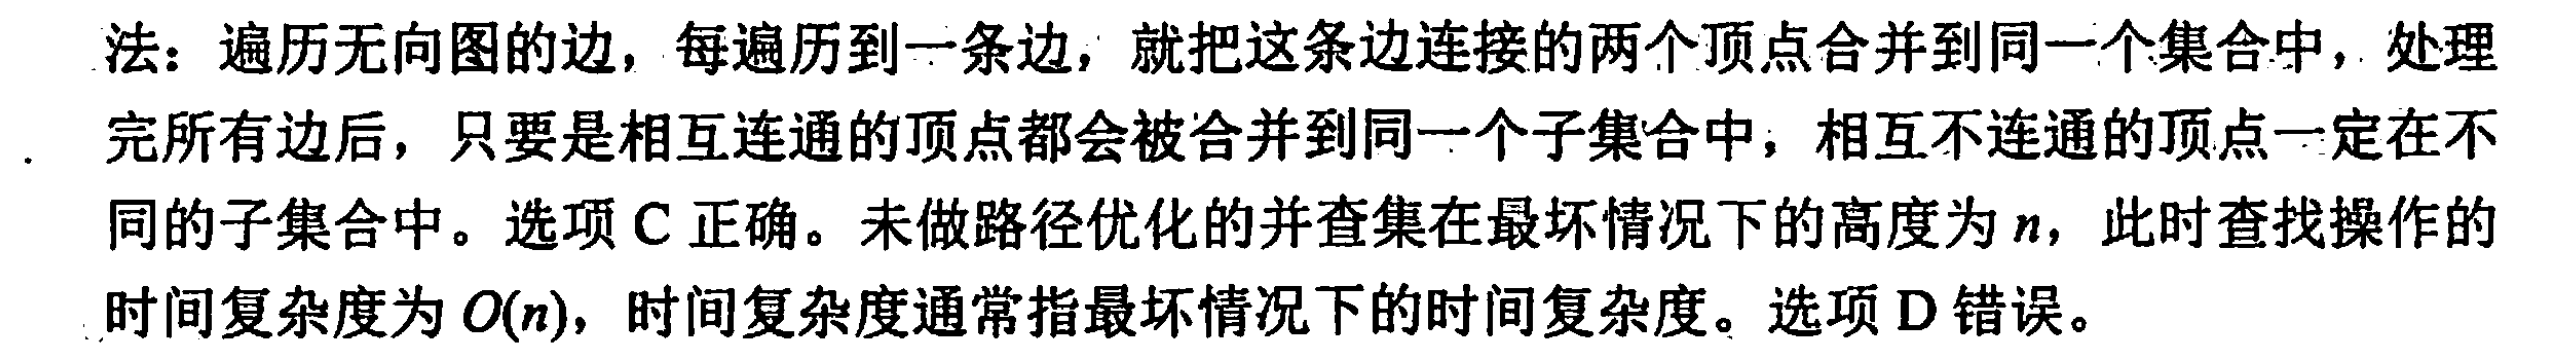 法：遍历无向图的边，每遍历到一条边，就把这条边连接的两个顶点合并到同一个集合中，处理
完所有边后，只要是相互连通的顶点都会被合并到同一个子集合中，相互不连通的顶点一定在不
同的子集合中。选项 C 正确。未做路径优化的并查集在最坏情况下的高度为 n，此时查找操作的
时间复杂度为 O(n)，时间复杂度通常指最坏情况下的时间复杂度。选项 D 错误。